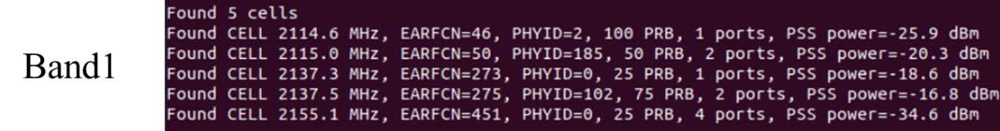 Band1
Found 5 cells
Found CELL 2114.6 MHz, EARFCN=46, PHYID=2, 100 PRB, 1 ports, PSS power=-25.9 dBm
Found CELL 2115.0 MHz, EARFCN=50, PHYID=185, 50 PRB, 2 ports, PSS power=-20.3 dBm
Found CELL 2137.3 MHz, EARFCN=273, PHYID=0, 25 PRB, 1 ports, PSS power=-18.6 dBm
Found CELL 2137.5 MHz, EARFCN=275, PHYID=102, 75 PRB, 2 ports, PSS power=-16.8 dBm
Found CELL 2155.1 MHz, EARFCN=451, PHYID=0, 25 PRB, 4 ports, PSS power=-34.6 dBm